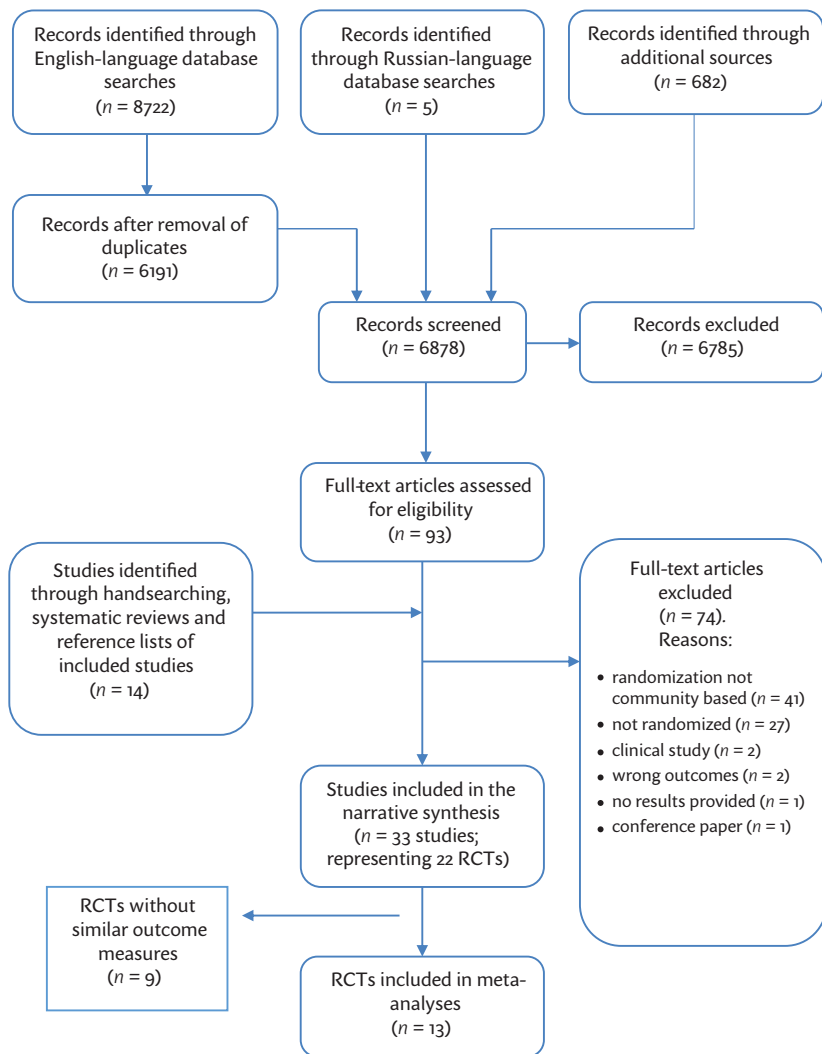 Records identified through
English-language database
searches
(n = 8722)
Records identified
through Russian-language
database searches
(n = 5)
Records identified through
additional sources
(n = 682)
Records after removal of
duplicates
(n = 6191)
Records screened
(n = 6878)
Records excluded
(n = 6785)
Full-text articles assessed
for eligibility
(n = 93)
Studies identified
through handsearching,
systematic reviews and
reference lists of
included studies
(n = 14)
Full-text articles
excluded
(n = 74).
Reasons:
• randomization not
community based (n = 41)
• not randomized (n = 27)
• clinical study (n = 2)
• wrong outcomes (n = 2)
• no results provided (n = 1)
• conference paper (n = 1)
Studies included in the
narrative synthesis
(n = 33 studies;
representing 22 RCTs)
RCTs without
similar outcome
measures
(n = 9)
RCTs included in meta-
analyses
(n = 13)